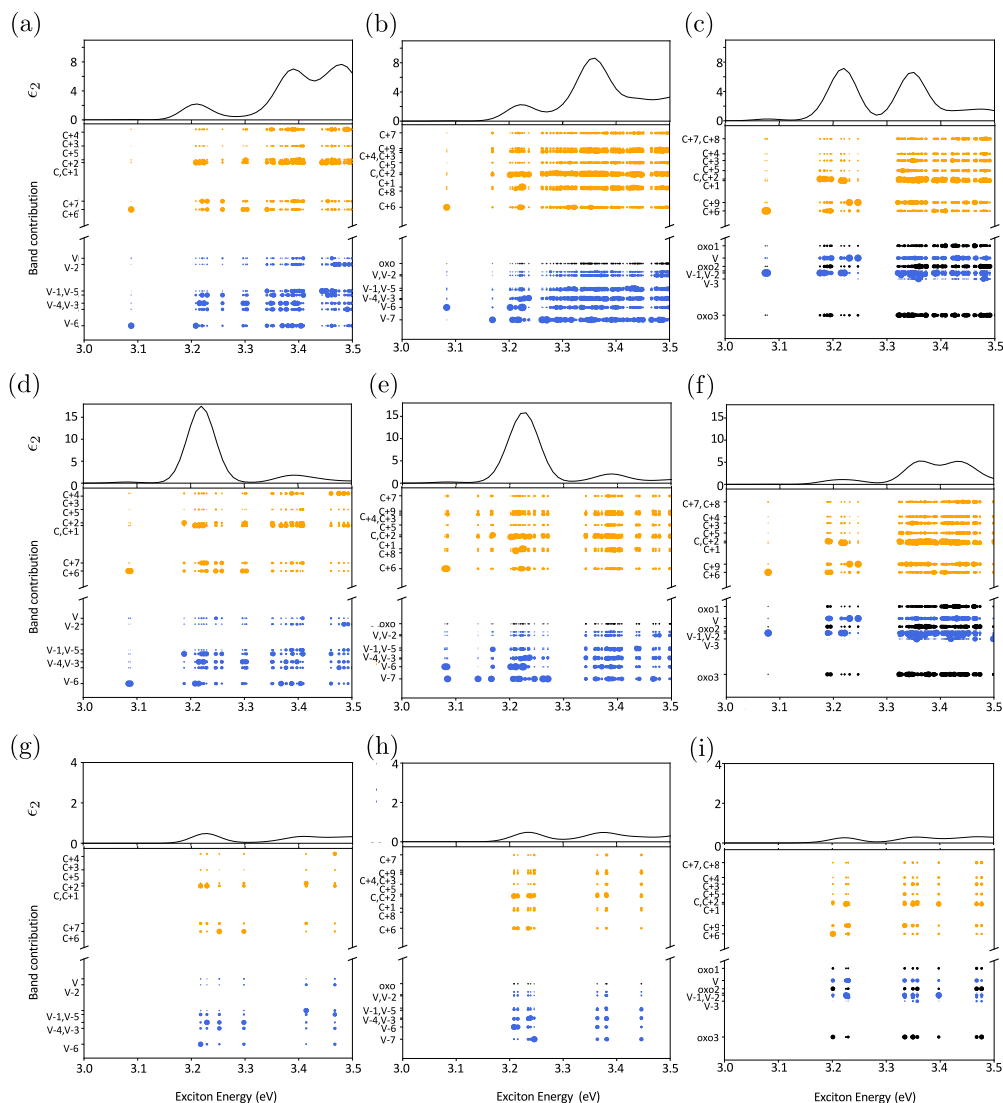 (a)
(b)
(c)
ϵ2
8
4
0
8
4
0
8
4
0
Band contribution
C+4
C+3
C+5
C+2
C,C+1
C+7
C+6
V
V-2
V-1,V-5
V-4,V-3
V-6
C+7
C+9
C+4,C+3
C+5
C,C+2
C+1
C+8
C+6
oxo
V,V-2
V-1,V-5
V-4,V-3
V-6
V-7
C+7,C+8
C+4
C+3
C+5
C,C+2
C+1
C+9
C+6
oxo1
V
oxo2
V-1,V-2
V-3
oxo3
3.0 3.1 3.2 3.3 3.4 3.5
3.0 3.1 3.2 3.3 3.4 3.5
3.0 3.1 3.2 3.3 3.4 3.5
(d)
(e)
(f)
ϵ2
15
10
5
0
15
10
5
0
15
10
5
0
Band contribution
C+4
C+3
C+5
C+2
C,C+1
C+7
C+6
V
V-2
V-1,V-5
V-4,V-3
V-6
C+7
C+9
C+4,C+3
C+5
C,C+2
C+1
C+8
C+6
oxo
V,V-2
V-1,V-5
V-4,V-3
V-6
V-7
C+7,C+8
C+4
C+3
C+5
C,C+2
C+1
C+9
C+6
oxo1
V
oxo2
V-1,V-2
V-3
oxo3
3.0 3.1 3.2 3.3 3.4 3.5
3.0 3.1 3.2 3.3 3.4 3.5
3.0 3.1 3.2 3.3 3.4 3.5
(g)
(h)
(i)
ϵ2
4
2
0
4
2
0
4
2
0
Band contribution
C+4
C+3
C+5
C+2
C,C+1
C+7
C+6
V
V-2
V-1,V-5
V-4,V-3
V-6
C+7
C+9
C+4,C+3
C+5
C,C+2
C+1
C+8
C+6
oxo
V,V-2
V-1,V-5
V-4,V-3
V-6
V-7
C+7,C+8
C+4
C+3
C+5
C,C+2
C+1
C+9
C+6
oxo1
V
oxo2
V-1,V-2
V-3
oxo3
3.0 3.1 3.2 3.3 3.4 3.5
3.0 3.1 3.2 3.3 3.4 3.5
3.0 3.1 3.2 3.3 3.4 3.5
Exciton Energy (eV)
Exciton Energy (eV)
Exciton Energy (eV)